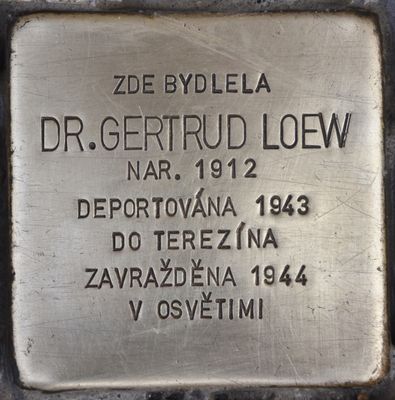 ZDE BYDLELA
DR. GERTRUD LOEW
NAR. 1912
DEPORTOVÁNA 1943
DO TEREZÍNA
ZAVRAŽDĚNA 1944
V OSVĚTIMI